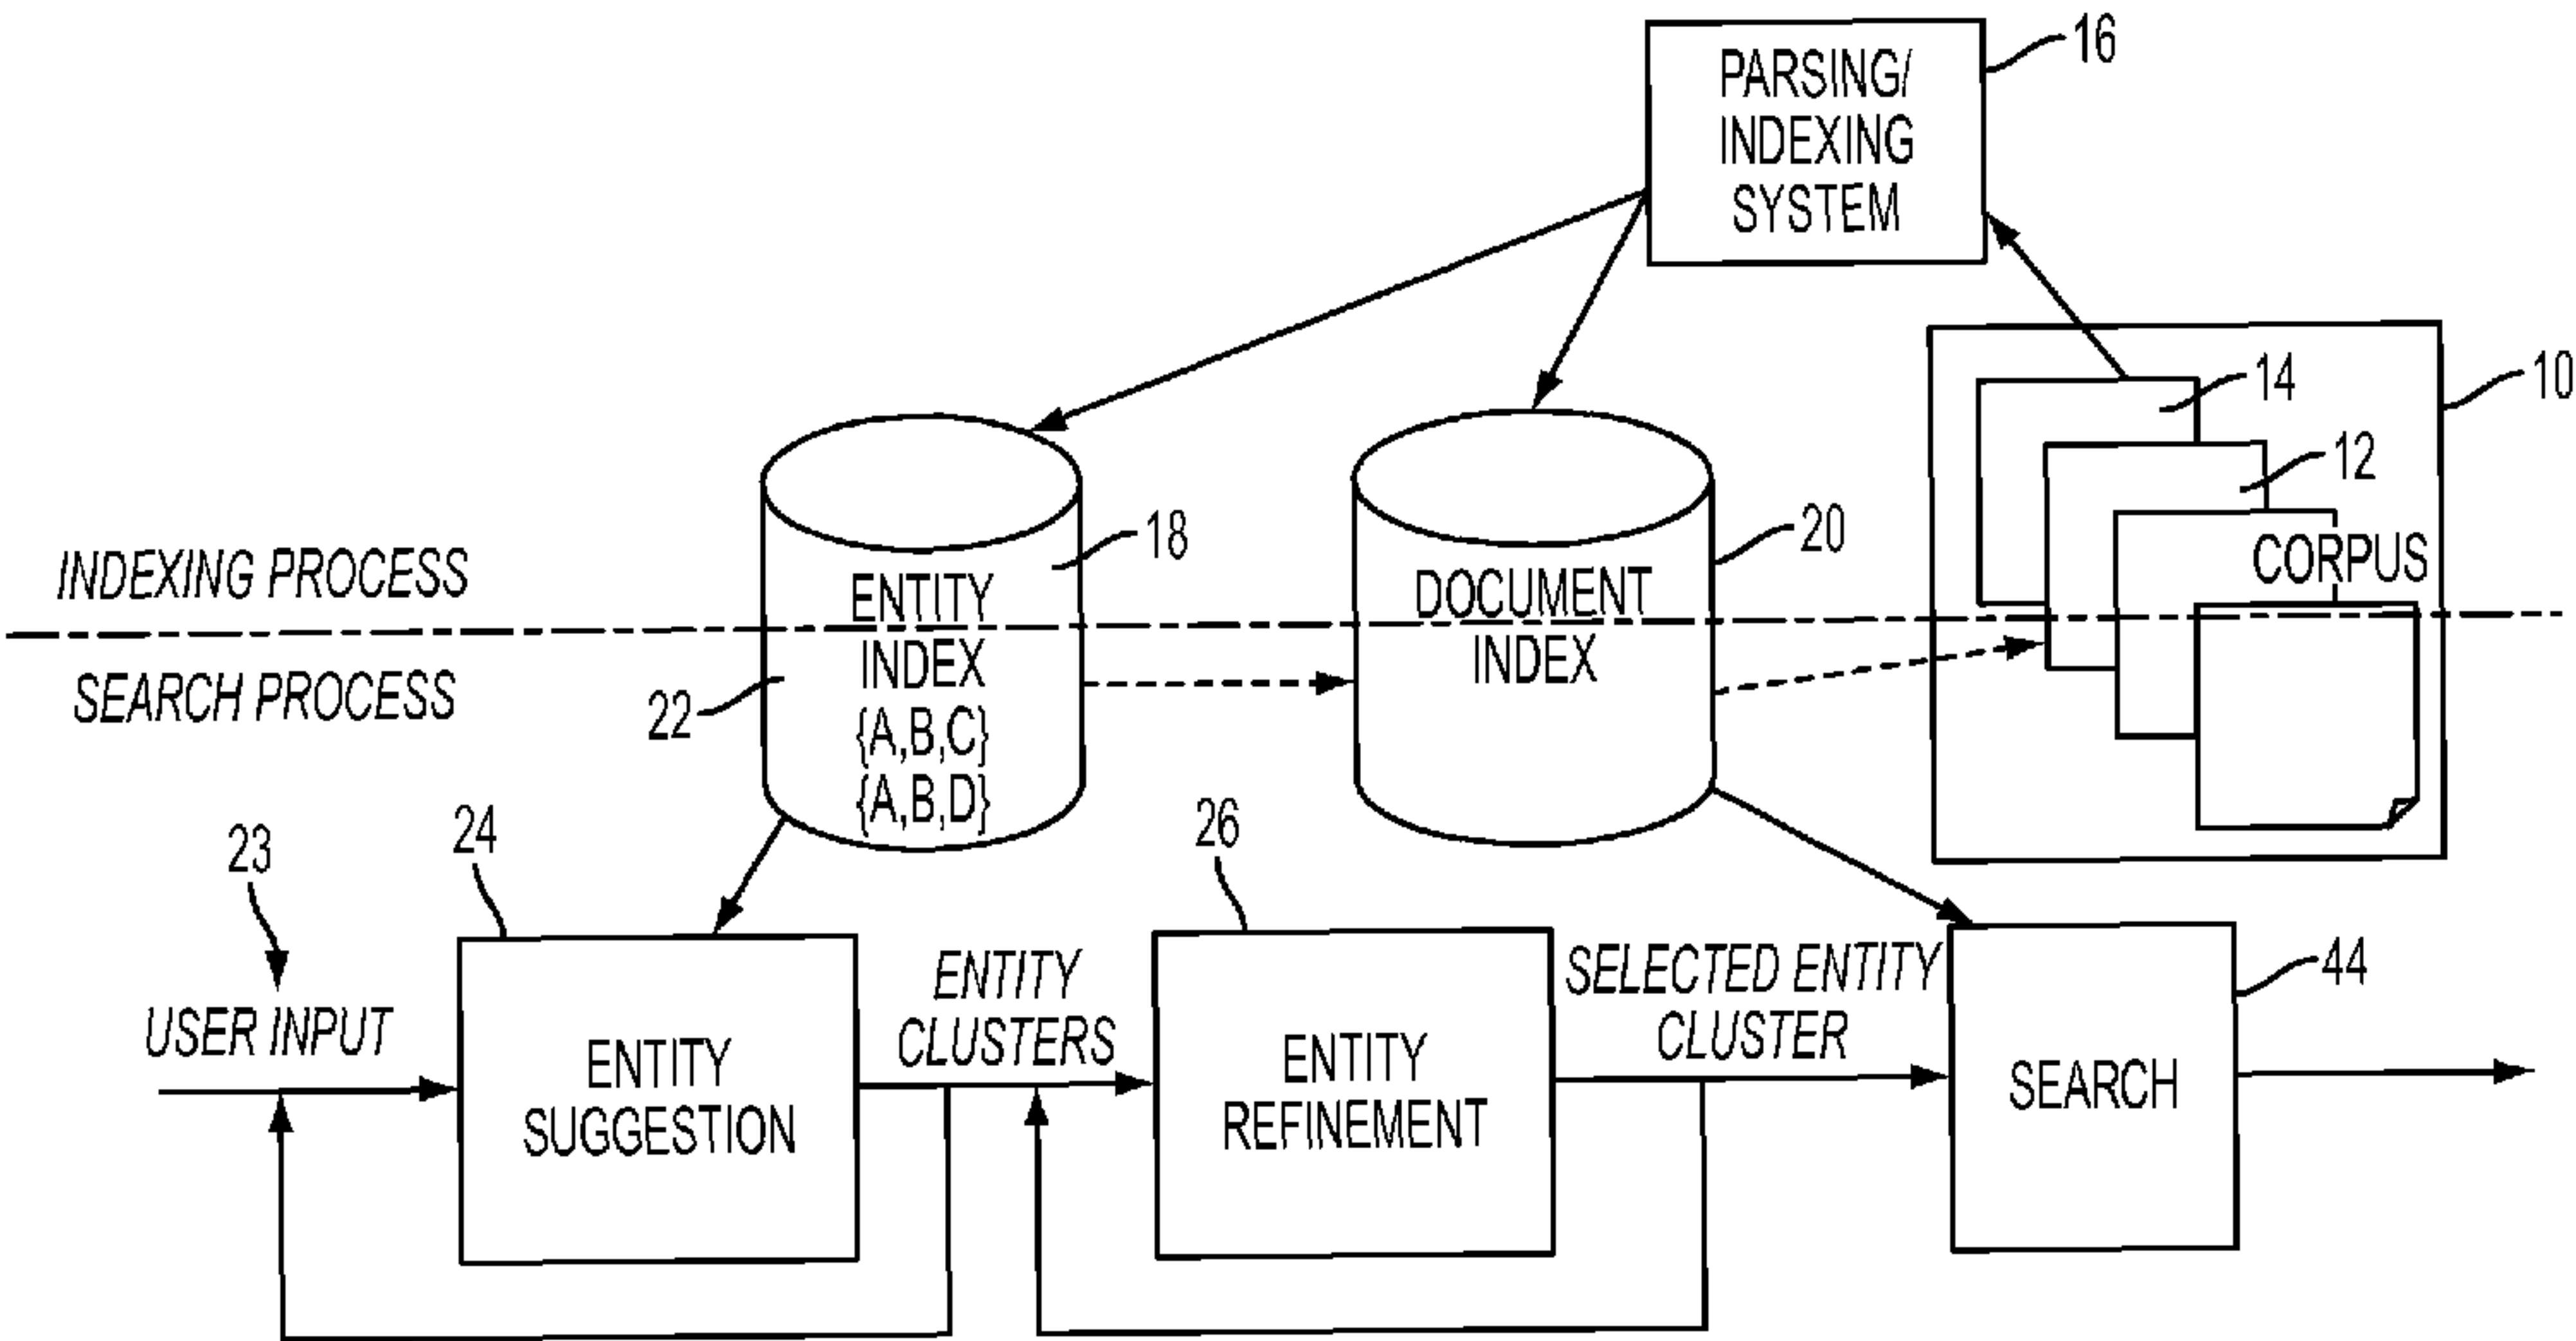 PARSING/
INDEXING
SYSTEM
16
14
10
12
CORPUS
18
20
INDEXING PROCESS
ENTITY
INDEX
{A,B,C}
{A,B,D}
DOCUMENT
INDEX
SEARCH PROCESS
22
23
24
26
44
USER INPUT
ENTITY
SUGGESTION
ENTITY
CLUSTERS
ENTITY
REFINEMENT
SELECTED ENTITY
CLUSTER
SEARCH